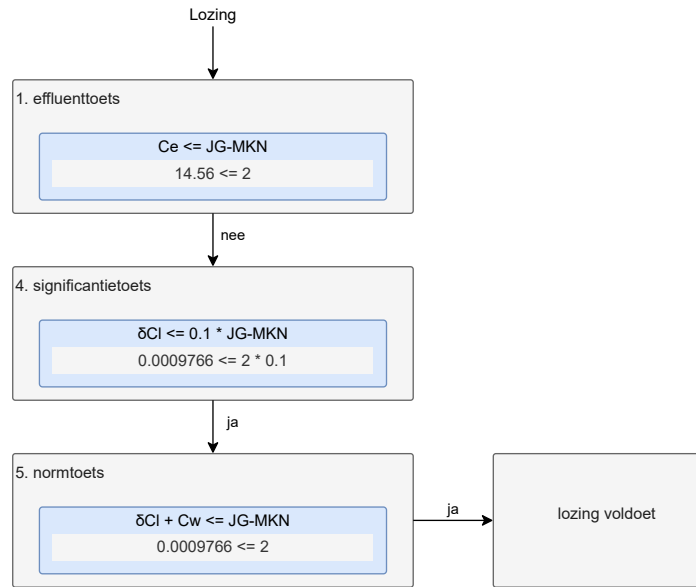 Lozing
1. effluenttoets
Ce <= JG-MKN
14.56 <= 2
nee
4. significantietoets
δCl <= 0.1 * JG-MKN
0.0009766 <= 2 * 0.1
ja
5. normtoets
δCl + Cw <= JG-MKN
0.0009766 <= 2
ja
lozing voldoet